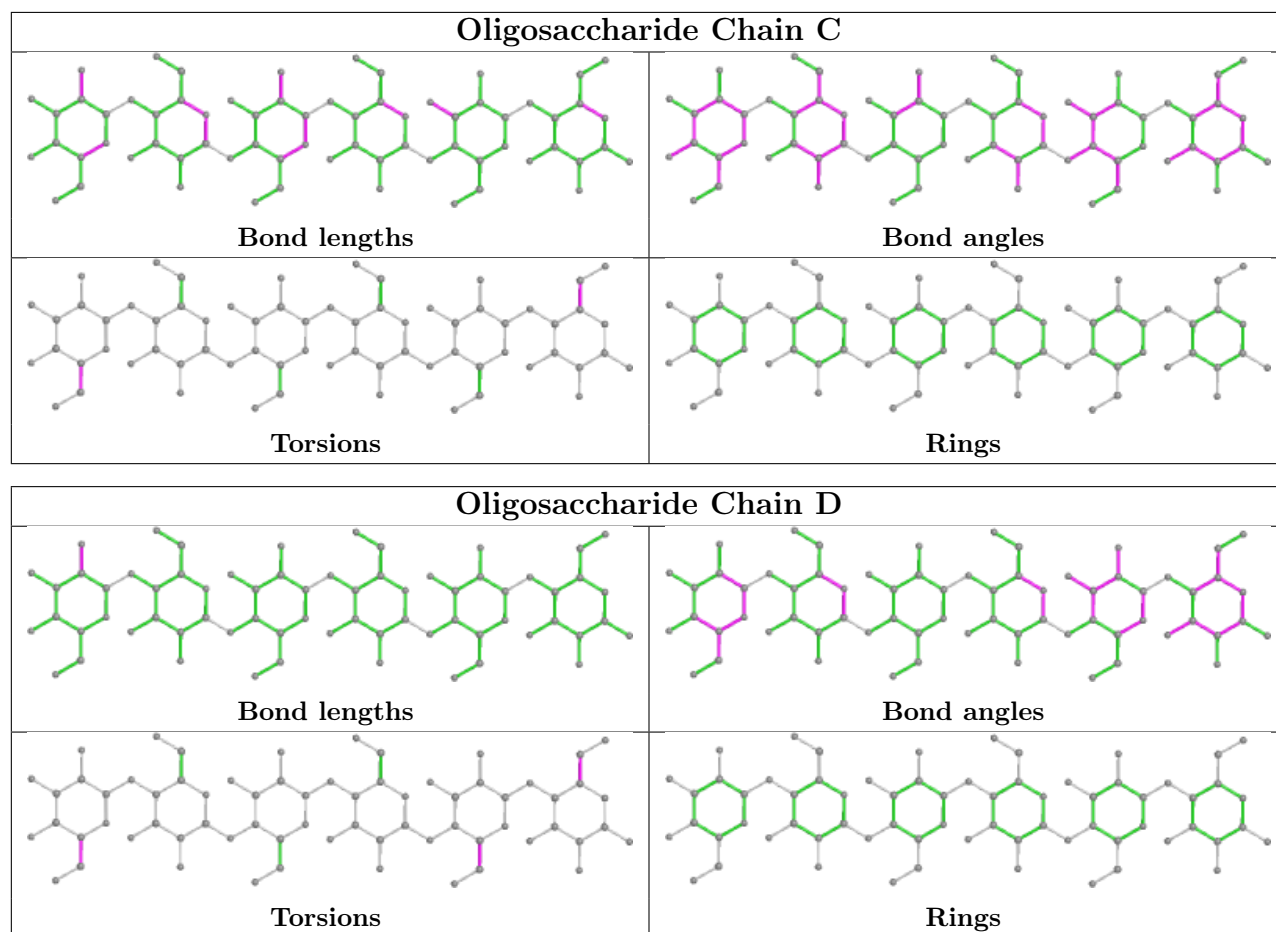 Oligosaccharide Chain C
Bond lengths
Bond angles
Torsions
Rings
Oligosaccharide Chain D
Bond lengths
Bond angles
Torsions
Rings